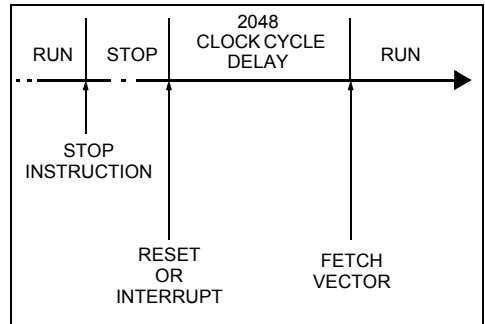 RUN
STOP
2048
CLOCK CYCLE
DELAY
RUN
STOP
INSTRUCTION
RESET
OR
INTERRUPT
FETCH
VECTOR